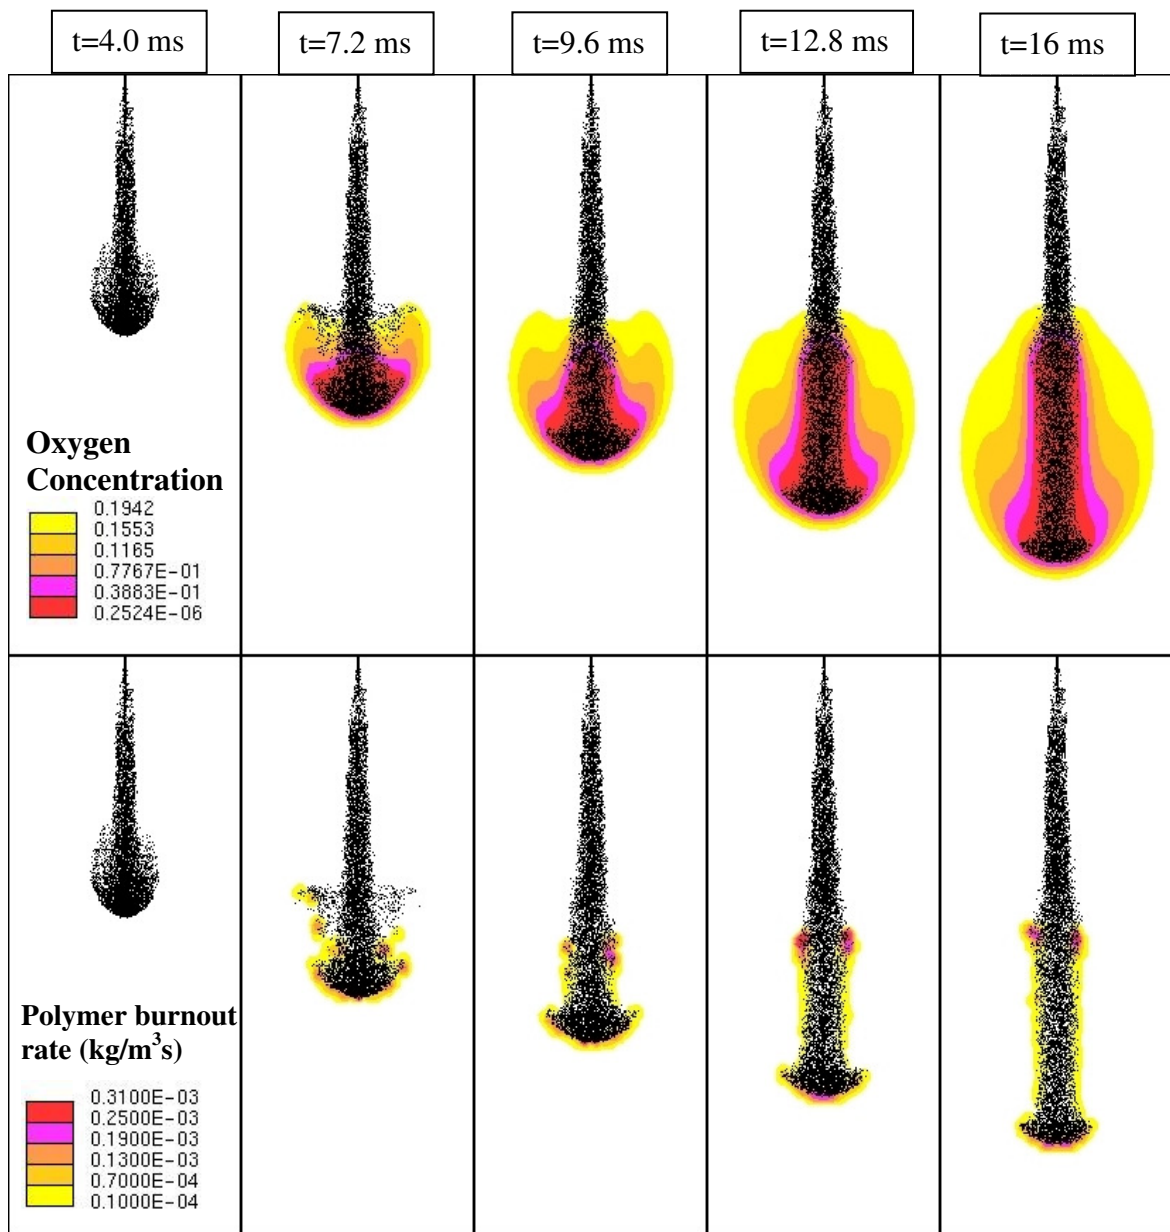 t=4.0 ms
t=7.2 ms
t=9.6 ms
t=12.8 ms
t=16 ms
Oxygen
Concentration
0.1942
0.1553
0.1165
0.7767E-01
0.3883E-01
0.2524E-06
Polymer burnout
rate (kg/m³s)
0.3100E-03
0.2500E-03
0.1900E-03
0.1300E-03
0.7000E-04
0.1000E-04